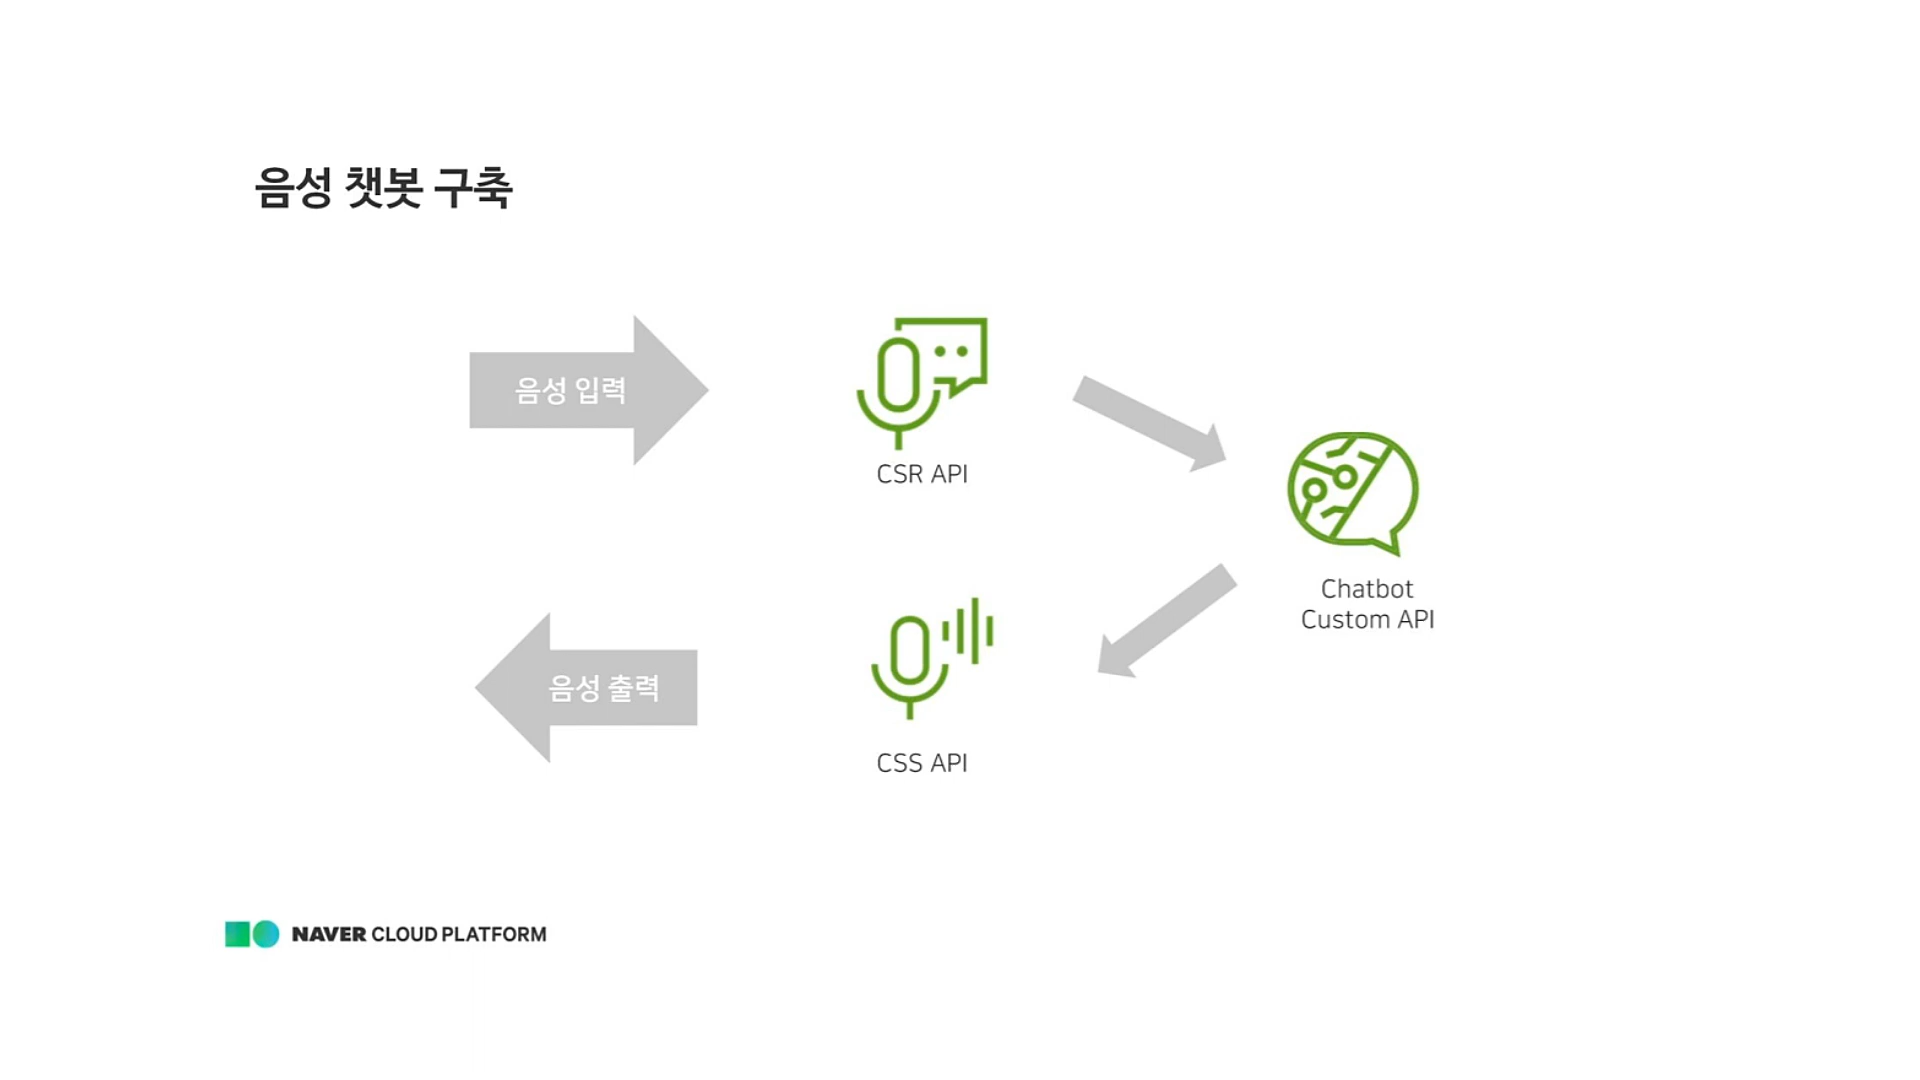 음성 챗봇 구축
음성 입력
CSR API
Chatbot
Custom API
음성 출력
CSS API
NAVER CLOUD PLATFORM